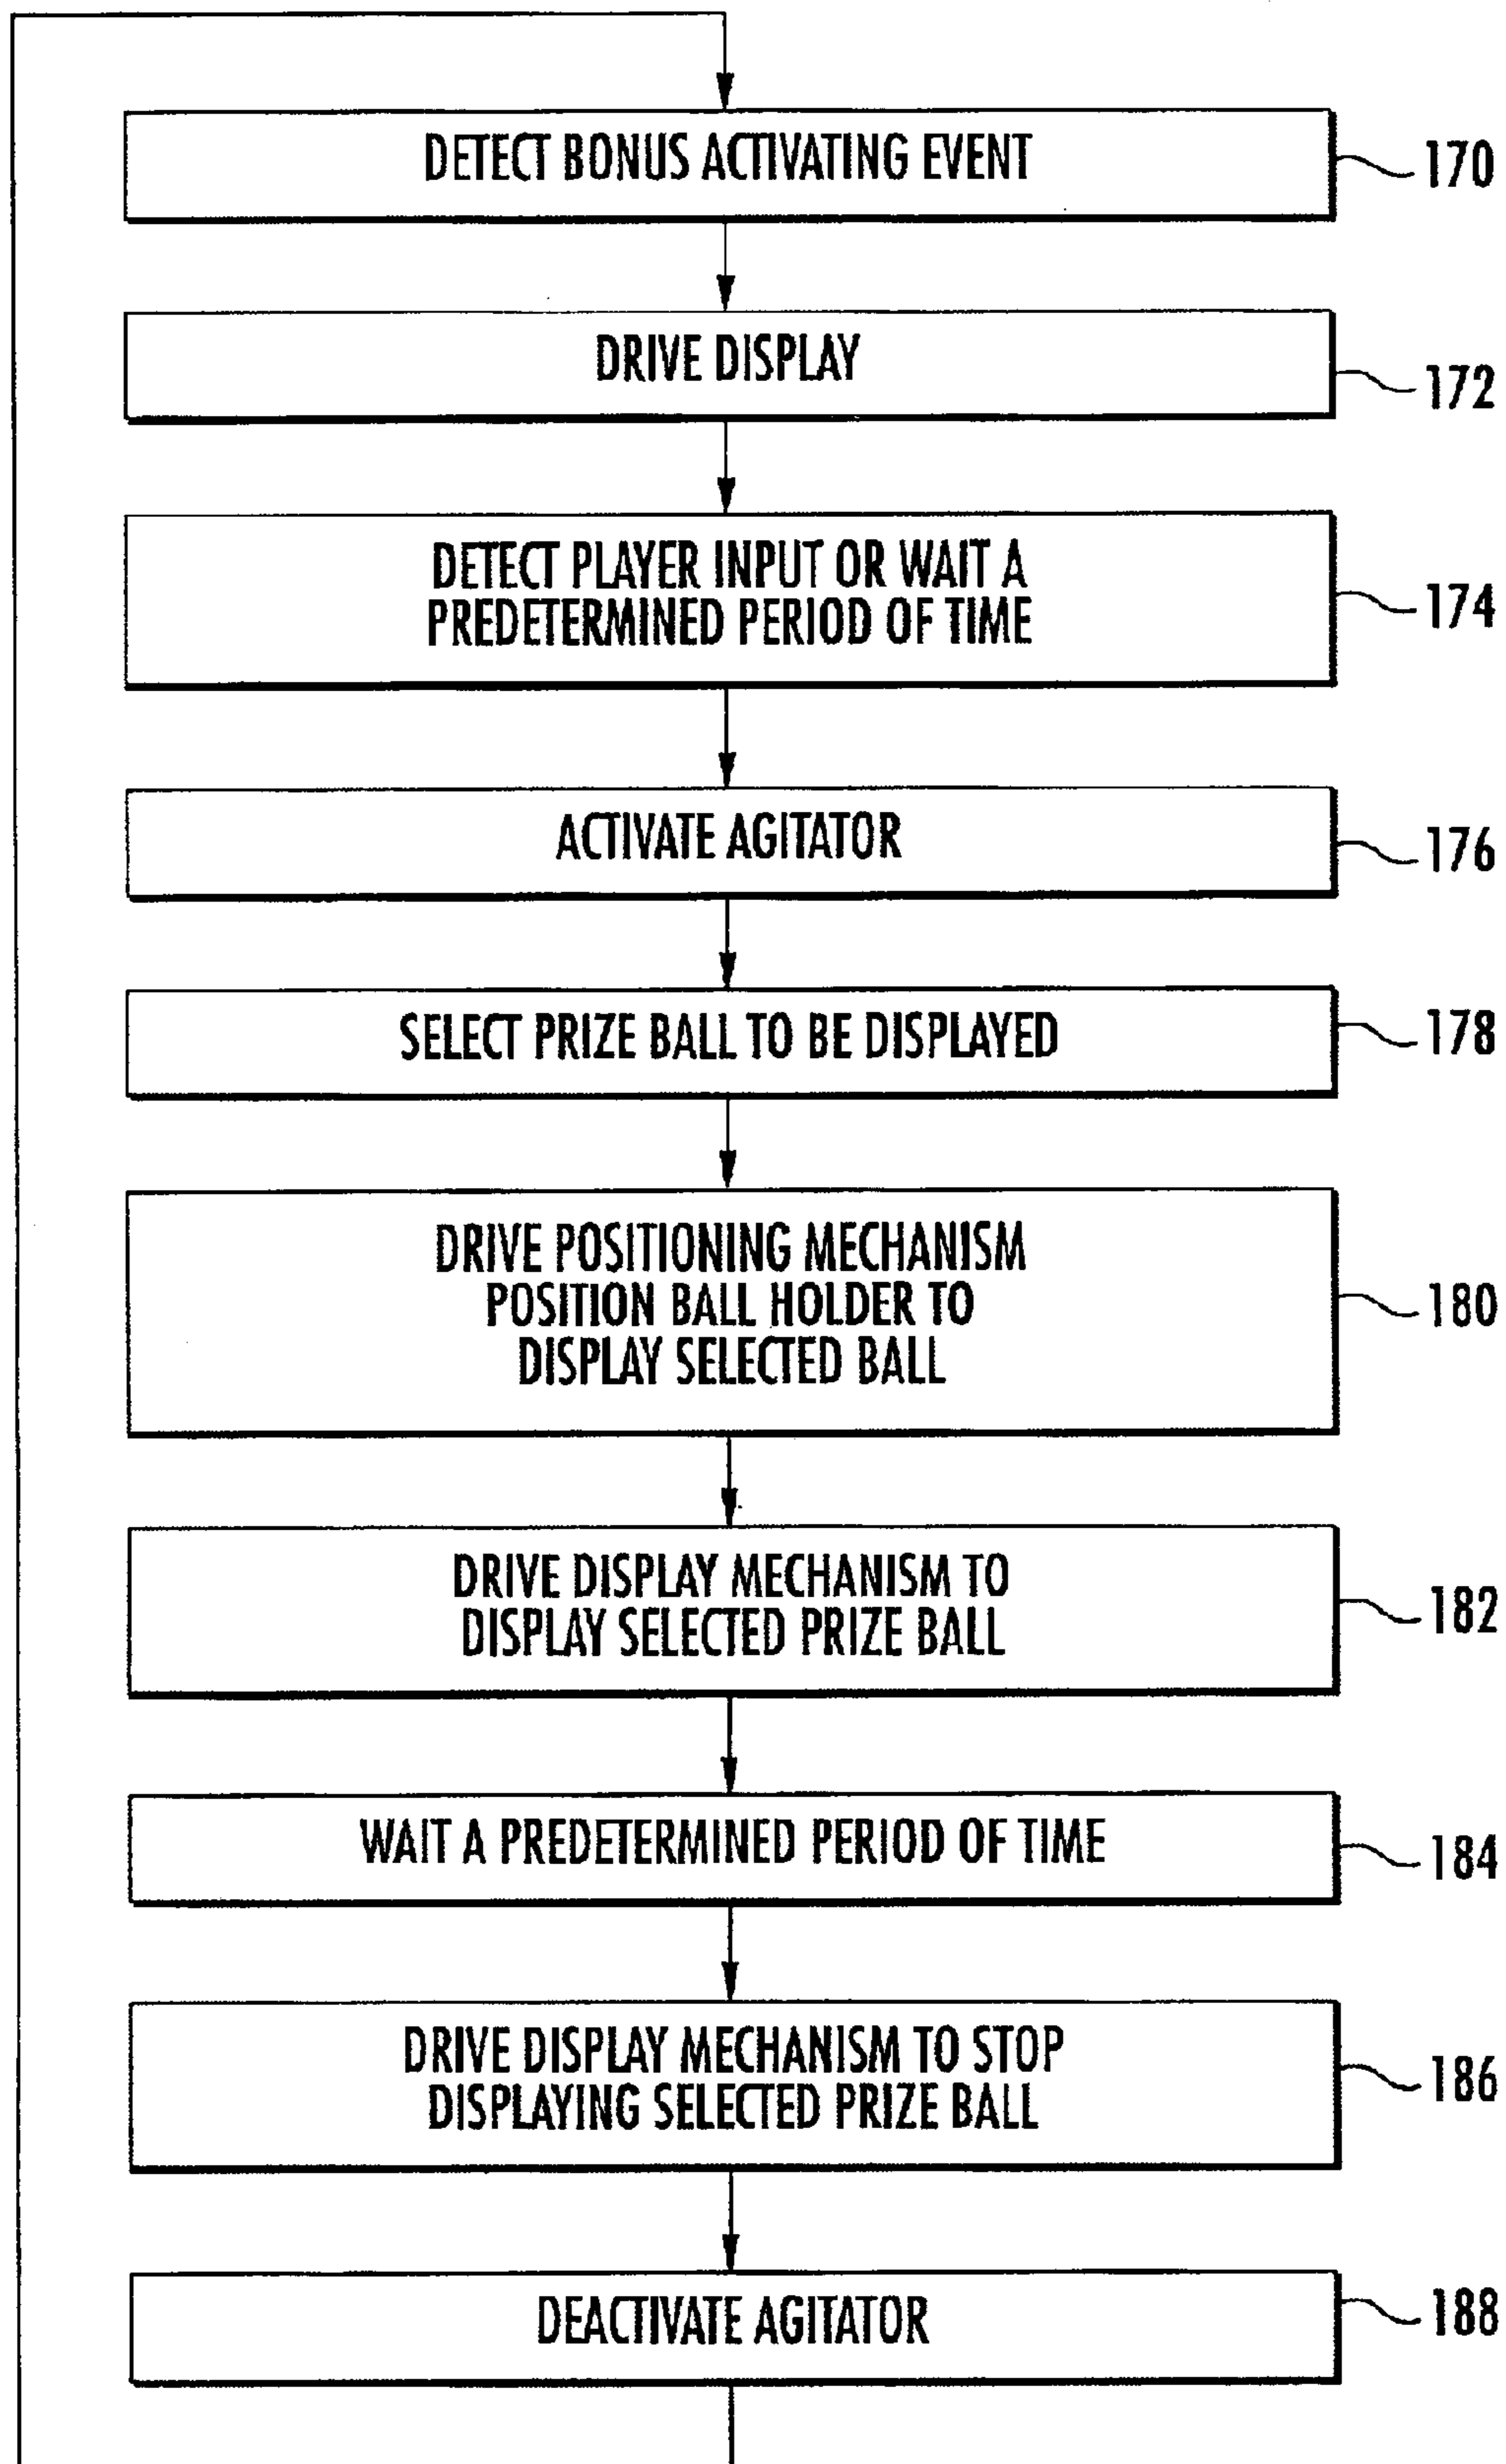 DETECT BONUS ACTIVATING EVENT
170
DRIVE DISPLAY
172
DETECT PLAYER INPUT OR WAIT A
PREDETERMINED PERIOD OF TIME
174
ACTIVATE AGITATOR
176
SELECT PRIZE BALL TO BE DISPLAYED
178
DRIVE POSITIONING MECHANISM
POSITION BALL HOLDER TO
DISPLAY SELECTED BALL
180
DRIVE DISPLAY MECHANISM TO
DISPLAY SELECTED PRIZE BALL
182
WAIT A PREDETERMINED PERIOD OF TIME
184
DRIVE DISPLAY MECHANISM TO STOP
DISPLAYING SELECTED PRIZE BALL
186
DEACTIVATE AGITATOR
188